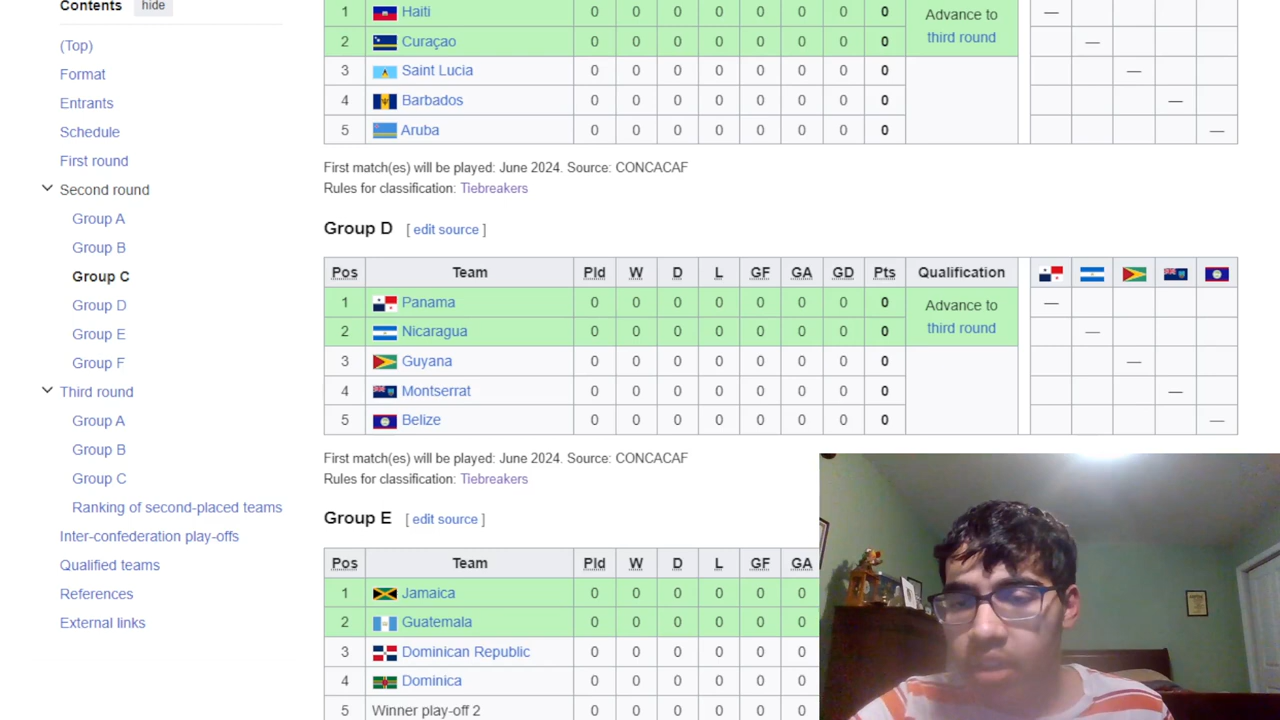 Contents hide
(Top)
Format
Entrants
Schedule
First round
Second round
Group A
Group B
Group C
Group D
Group E
Group F
Third round
Group A
Group B
Group C
Ranking of second-placed teams
Inter-confederation play-offs
Qualified teams
References
External links
1 Haiti 0 0 0 0 0 0 0 0 Advance to third round —
2 Curaçao 0 0 0 0 0 0 0 0 —
3 Saint Lucia 0 0 0 0 0 0 0 0 —
4 Barbados 0 0 0 0 0 0 0 0 —
5 Aruba 0 0 0 0 0 0 0 0 —
First match(es) will be played: June 2024. Source: CONCACAF
Rules for classification: Tiebreakers
Group D [ edit source ]
Pos Team Pld W D L GF GA GD Pts Qualification
1 Panama 0 0 0 0 0 0 0 0 Advance to third round —
2 Nicaragua 0 0 0 0 0 0 0 0 —
3 Guyana 0 0 0 0 0 0 0 0 —
4 Montserrat 0 0 0 0 0 0 0 0 —
5 Belize 0 0 0 0 0 0 0 0 —
First match(es) will be played: June 2024. Source: CONCACAF
Rules for classification: Tiebreakers
Group E [ edit source ]
Pos Team Pld W D L GF GA
1 Jamaica 0 0 0 0 0 0
2 Guatemala 0 0 0 0 0 0
3 Dominican Republic 0 0 0 0 0 0
4 Dominica 0 0 0 0 0 0
5 Winner play-off 2 0 0 0 0 0 0